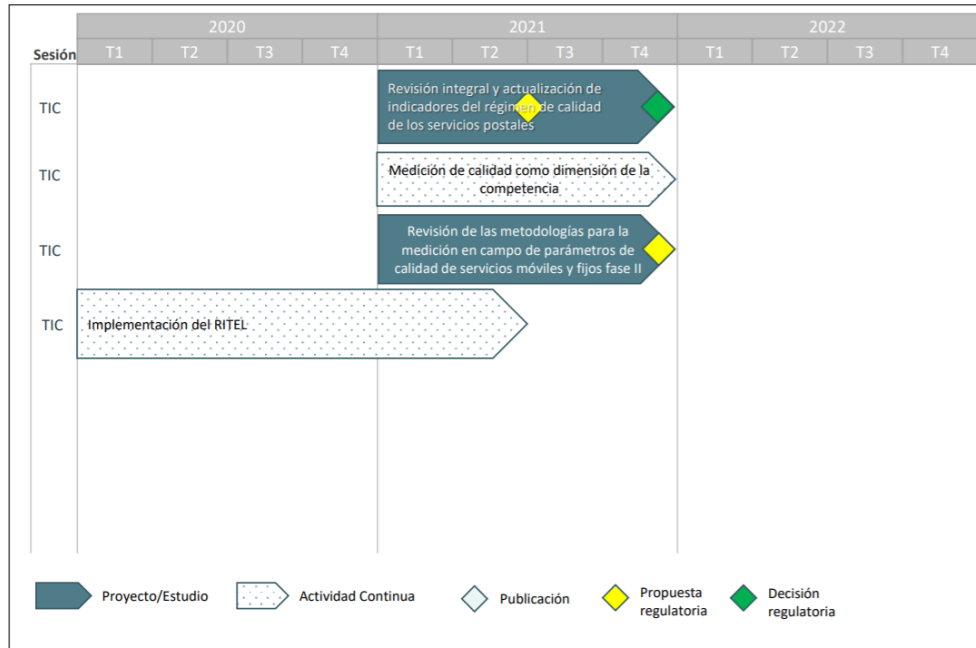 2020 2021 2022
Sesión T1 T2 T3 T4 T1 T2 T3 T4 T1 T2 T3 T4
TIC
Revisión integral y actualización de
indicadores del régimen de calidad
de los servicios postales
TIC
Medición de calidad como dimensión de la
competencia
TIC
Revisión de las metodologías para la
medición en campo de parámetros de
calidad de servicios móviles y fijos fase II
TIC
Implementación del RITEL
Proyecto/Estudio
Actividad Continua
Publicación
Propuesta
regulatoria
Decisión
regulatoria